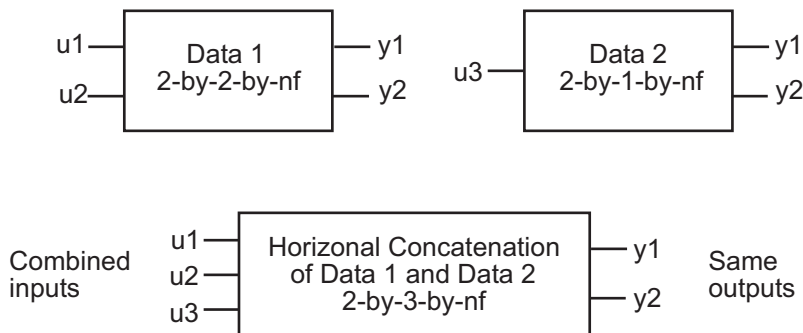 u1
u2
Data 1
2-by-2-by-nf
y1
y2
u3
Data 2
2-by-1-by-nf
y1
y2
Combined
inputs
u1
u2
u3
Horizonal Concatenation
of Data 1 and Data 2
2-by-3-by-nf
y1
y2
Same
outputs